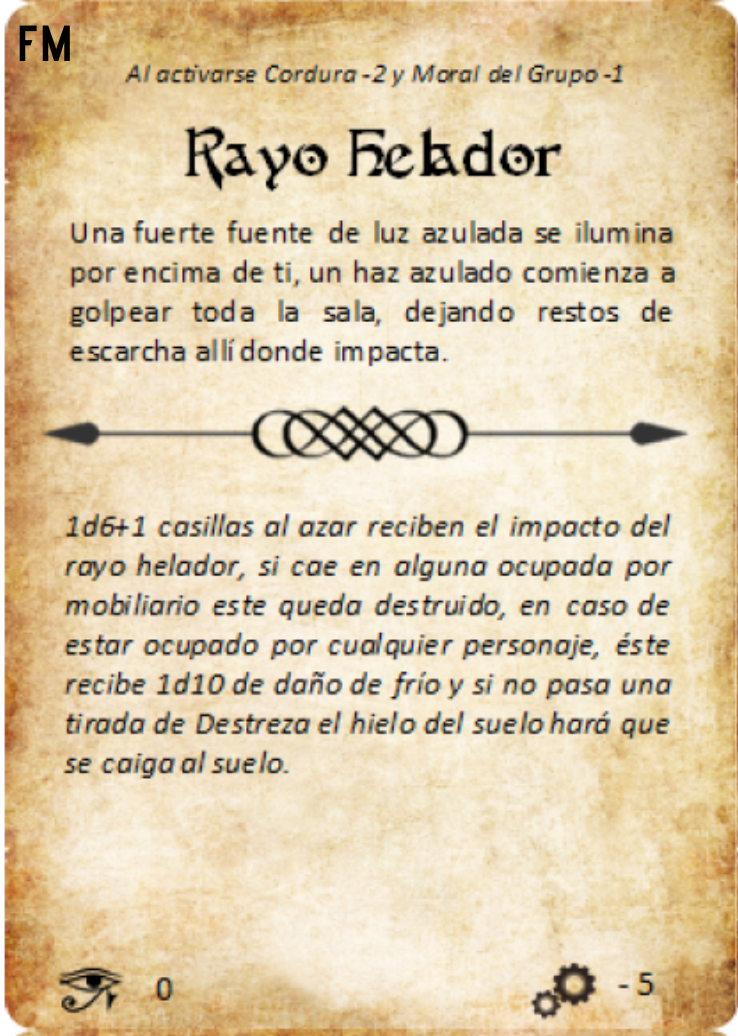 FM
Al activarse Cordura -2 y Moral del Grupo -1
Rayo Helador
Una fuerte fuente de luz azulada se ilumina
por encima de ti, un haz azulado comienza a
golpear toda la sala, dejando restos de
escarcha allí donde impacta.
1d6+1 casillas al azar reciben el impacto del
rayo helador, si cae en alguna ocupada por
mobiliario este queda destruido, en caso de
estar ocupado por cualquier personaje, éste
recibe 1d10 de daño de frío y si no pasa una
tirada de Destreza el hielo del suelo hará que
se caiga al suelo.
0 - 5